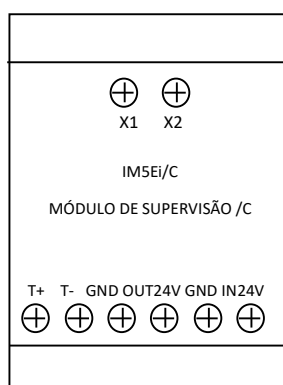 X1 X2
IM5Ei/C
MÓDULO DE SUPERVISÃO /C
T+ T- GND OUT24V GND IN24V